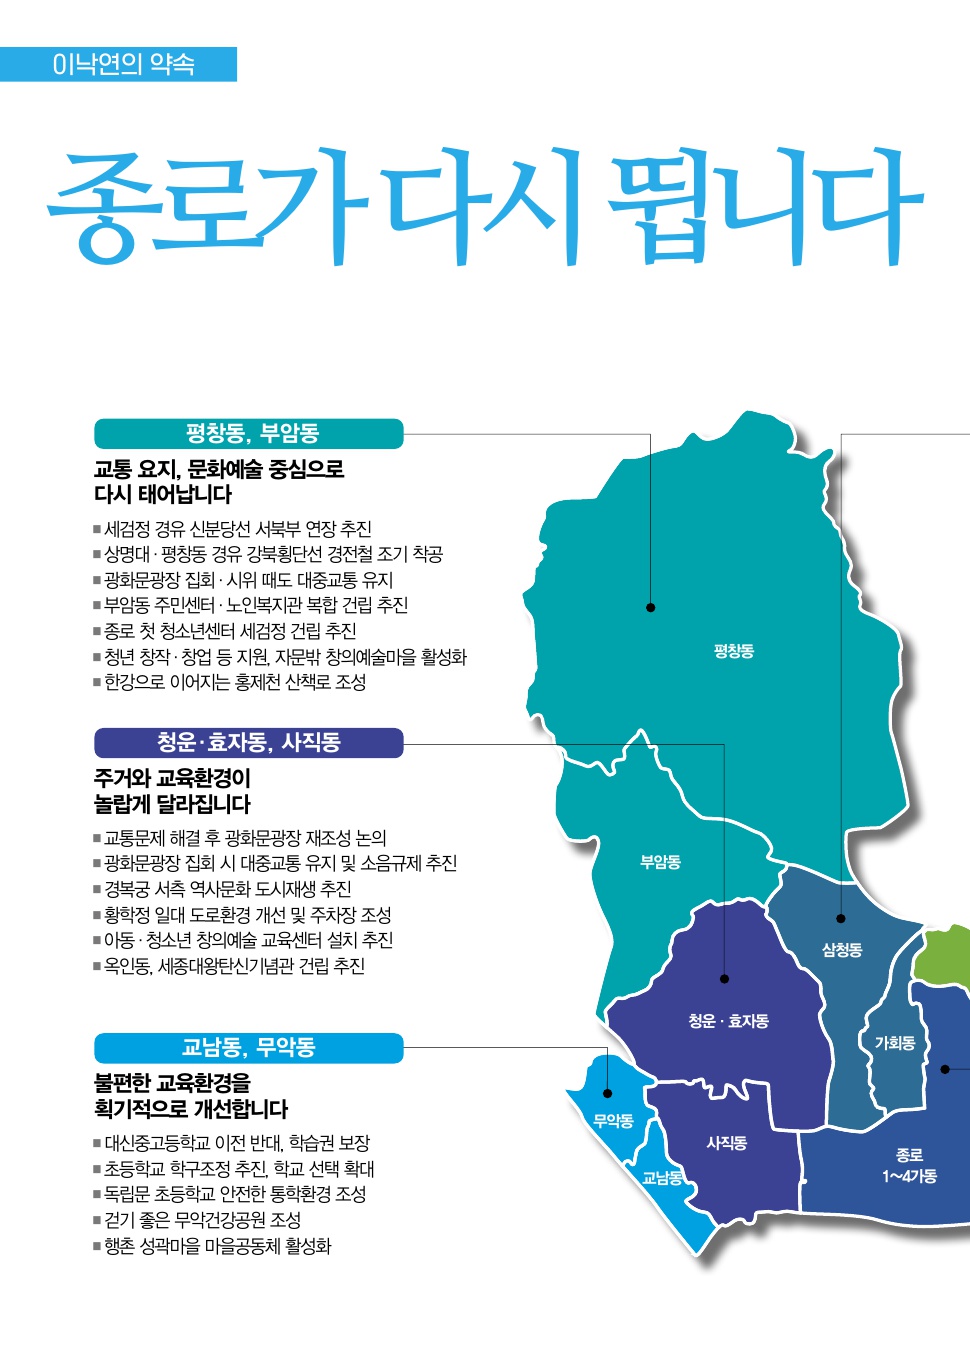 이낙연의 약속
종로가 다시 뜁니다
평창동, 부암동
교통 요지, 문화예술 중심으로
다시 태어납니다
■ 세검정 경유 신분당선 서북부 연장 추진
■ 상명대·평창동 경유 강북횡단선 경전철 조기 착공
■ 광화문광장 집회·시위 때도 대중교통 유지
■ 부암동 주민센터·노인복지관 복합 건립 추진
■ 종로 첫 청소년센터 세검정 건립 추진
■ 청년 창작·창업 등 지원, 자문밖 창의예술마을 활성화
■ 한강으로 이어지는 홍제천 산책로 조성
청운·효자동, 사직동
주거와 교육환경이
놀랍게 달라집니다
■ 교통문제 해결 후 광화문광장 재조성 논의
■ 광화문광장 집회 시 대중교통 유지 및 소음규제 추진
■ 경복궁 서측 역사문화 도시재생 추진
■ 황학정 일대 도로환경 개선 및 주차장 조성
■ 아동·청소년 창의예술 교육센터 설치 추진
■ 옥인동, 세종대왕탄신기념관 건립 추진
교남동, 무악동
불편한 교육환경을
획기적으로 개선합니다
■ 대신중고등학교 이전 반대, 학습권 보장
■ 초등학교 학구조정 추진, 학교 선택 확대
■ 독립문 초등학교 안전한 통학환경 조성
■ 걷기 좋은 무악건강공원 조성
■ 행촌 성곽마을 마을공동체 활성화
평창동
부암동
삼청동
청운·효자동
가회동
무악동
사직동
교남동
종로
1~4가동